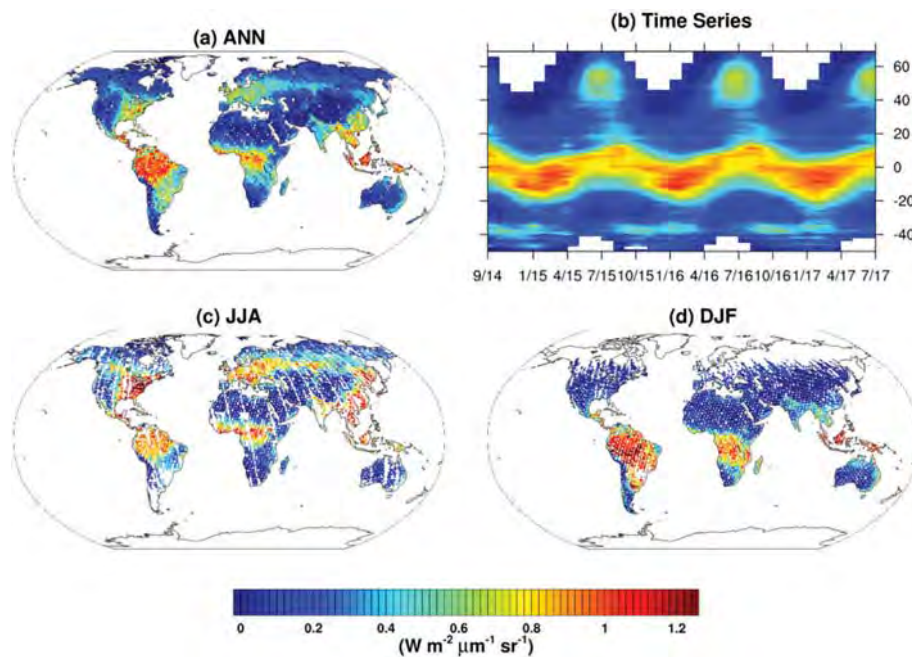 (a) ANN
(b) Time Series
60
40
20
0
-20
-40
9/14 1/15 4/15 7/15 10/15 1/16 4/16 7/16 10/16 1/17 4/17 7/17
(c) JJA
(d) DJF
0 0.2 0.4 0.6 0.8 1 1.2
(W m⁻² μm⁻¹ sr⁻¹)